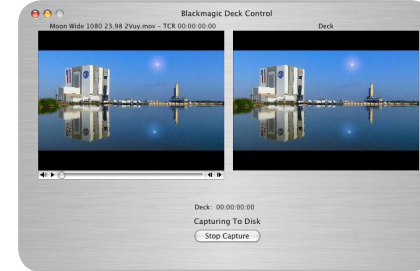 Blackmagic Deck Control
Moon Wide 1080 23.98 2Vuy.mov - TCR 00:00:00:00
Deck
Deck: 00:00:00:00
Capturing To Disk
Stop Capture